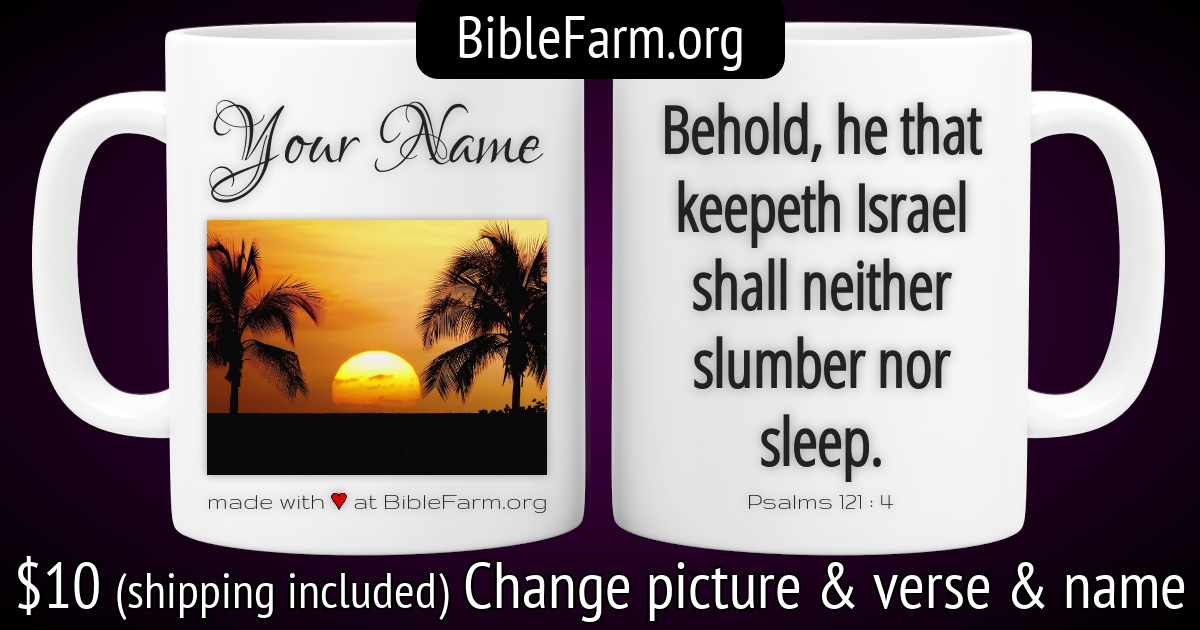 BibleFarm.org
Your Name
made with ♥ at BibleFarm.org
Behold, he that
keepeth Israel
shall neither
slumber nor
sleep.
Psalms 121 : 4
$10 (shipping included) Change picture & verse & name